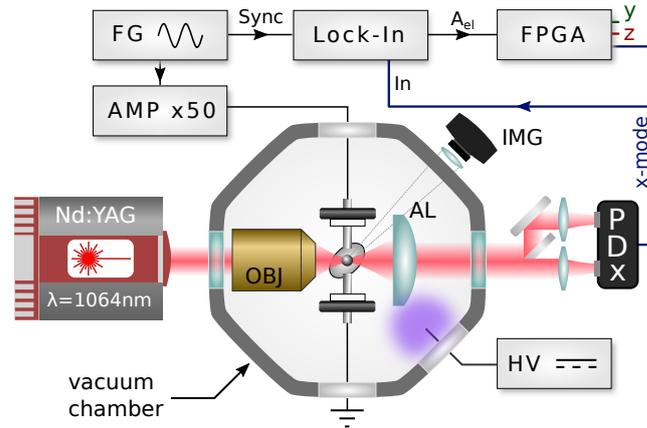 FG
Sync
Lock-In
A_el
FPGA
y
z
AMP x50
In
IMG
x-mode
Nd:YAG
λ=1064nm
OBJ
AL
PDx
HV
vacuum
chamber